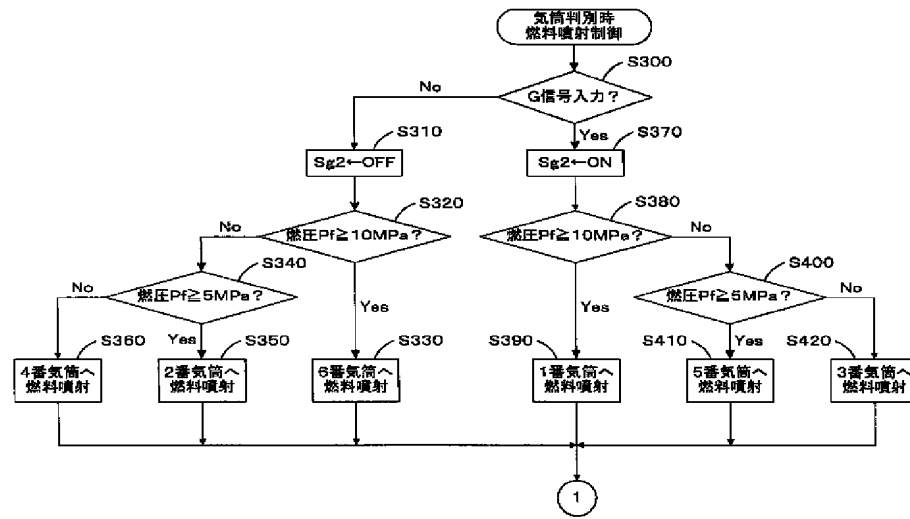 気筒判別時
燃料噴射制御
S300
G信号入力？
No
Yes
S310
S370
Sg2←OFF
Sg2←ON
S320
S380
燃圧Pf≧10MPa？
燃圧Pf≧10MPa？
No
No
S340
S400
燃圧Pf≧5MPa？
燃圧Pf≧5MPa？
No
Yes
Yes
Yes
Yes
No
S360
S350
S330
S390
S410
S420
4番気筒へ
燃料噴射
2番気筒へ
燃料噴射
6番気筒へ
燃料噴射
1番気筒へ
燃料噴射
5番気筒へ
燃料噴射
3番気筒へ
燃料噴射
1